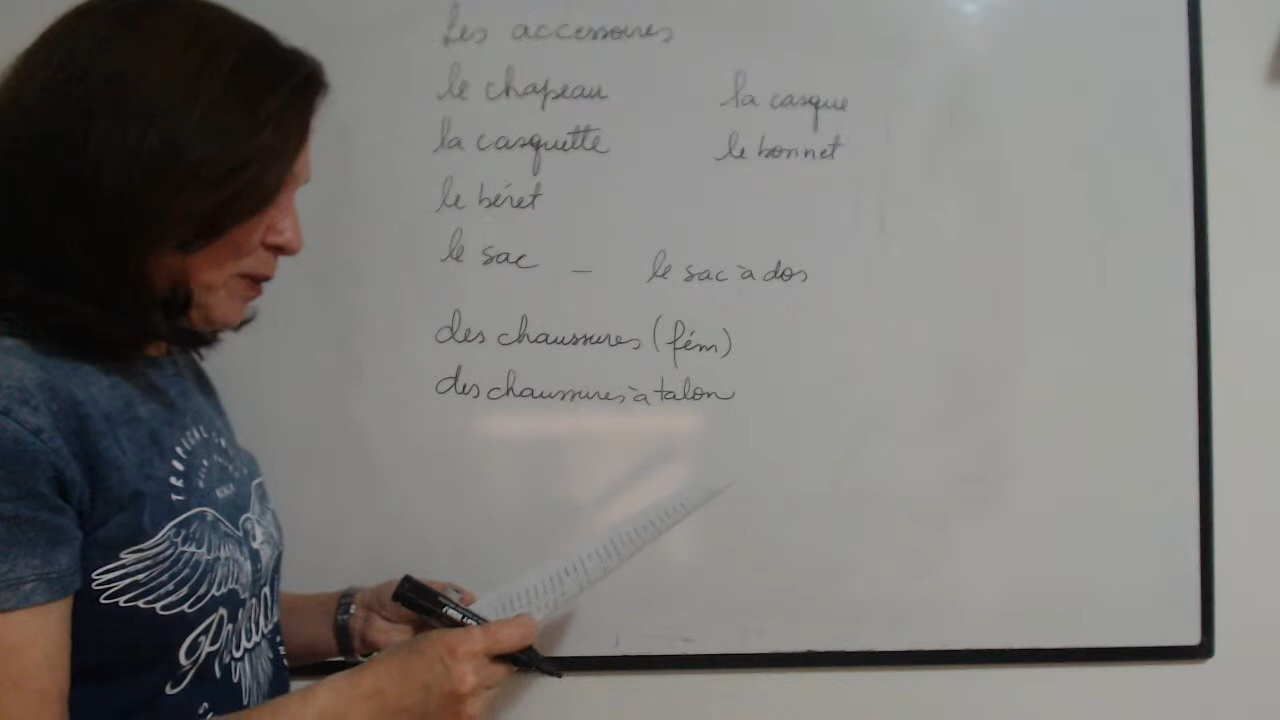 Les accessoires
le chapeau
la casque
la casquette
le bonnet
le béret
le sac – le sac à dos
des chaussures (fém)
des chaussures à talon
TROPICAL